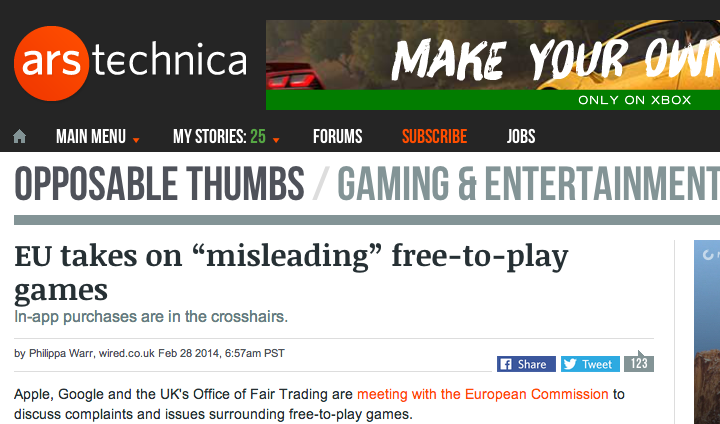 ars technica
MAKE YOUR OWN
ONLY ON XBOX
MAIN MENU MY STORIES: 25 FORUMS SUBSCRIBE JOBS
OPPOSABLE THUMBS / GAMING & ENTERTAINMENT
EU takes on “misleading” free-to-play
games
In-app purchases are in the crosshairs.
by Philippa Warr, wired.co.uk Feb 28 2014, 6:57am PST
Share Tweet 123
Apple, Google and the UK's Office of Fair Trading are meeting with the European Commission to
discuss complaints and issues surrounding free-to-play games.